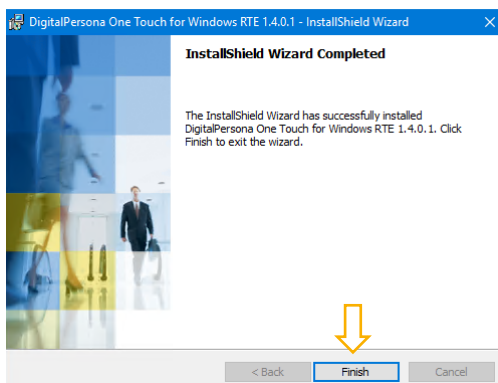 DigitalPersona One Touch for Windows RTE 1.4.0.1 - InstallShield Wizard
InstallShield Wizard Completed
The InstallShield Wizard has successfully installed
DigitalPersona One Touch for Windows RTE 1.4.0.1. Click
Finish to exit the wizard.
< Back
Finish
Cancel